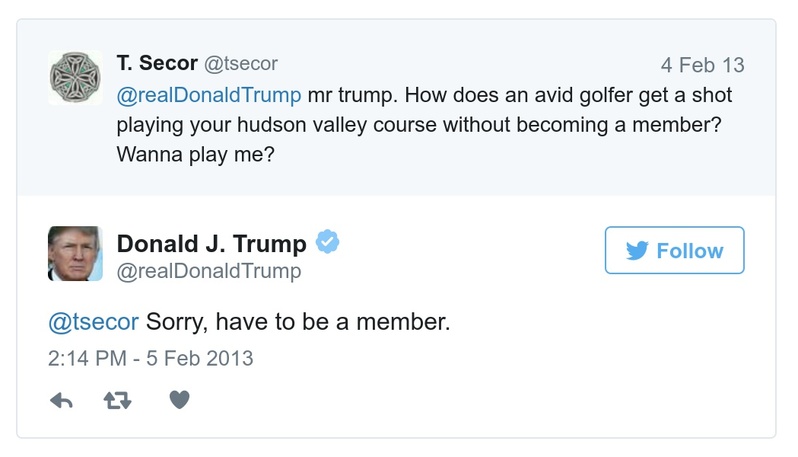 T. Secor @tsecor
4 Feb 13
@realDonaldTrump mr trump. How does an avid golfer get a shot
playing your hudson valley course without becoming a member?
Wanna play me?
Donald J. Trump
@realDonaldTrump
Follow
@tsecor Sorry, have to be a member.
2:14 PM - 5 Feb 2013